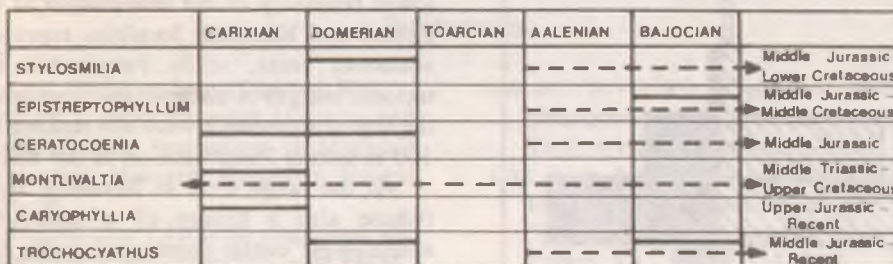 CARIXIAN DOMERIAN TOARCIAN AALENIAN BAJOCIAN
STYLOSMILIA Middle Jurassic
Lower Cretaceous
EPISTREPTOPHYLLUM Middle Jurassic –
Middle Cretaceous
CERATOCOENIA Middle Jurassic
MONTLIVALTIA Middle Triassic –
Upper Cretaceous
CARYOPHYLLIA Upper Jurassic –
Recent
TROCHOCYATHUS Middle Jurassic –
Recent